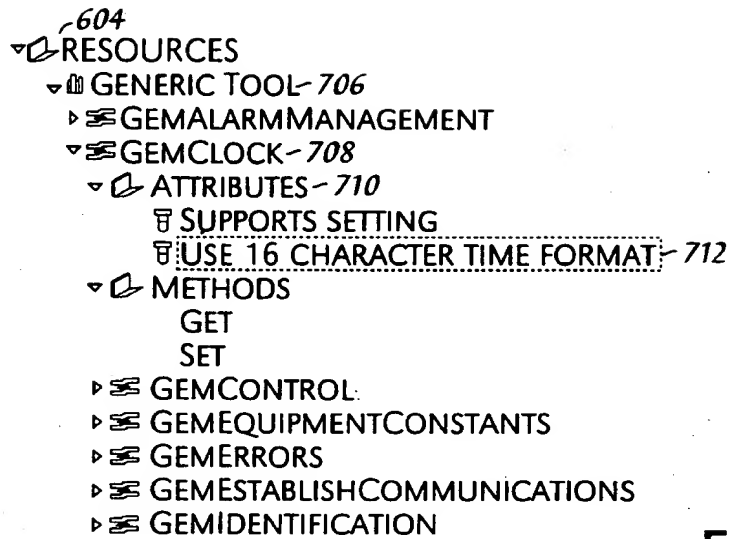 604
RESOURCES
GENERIC TOOL 706
GEMALARMMANAGEMENT
GEMCLOCK 708
ATTRIBUTES 710
SUPPORTS SETTING
USE 16 CHARACTER TIME FORMAT 712
METHODS
GET
SET
GEMCONTROL
GEMEQUIPMENTCONSTANTS
GEMERRORS
GEMESTABLISHCOMMUNICATIONS
GEMIDENTIFICATION